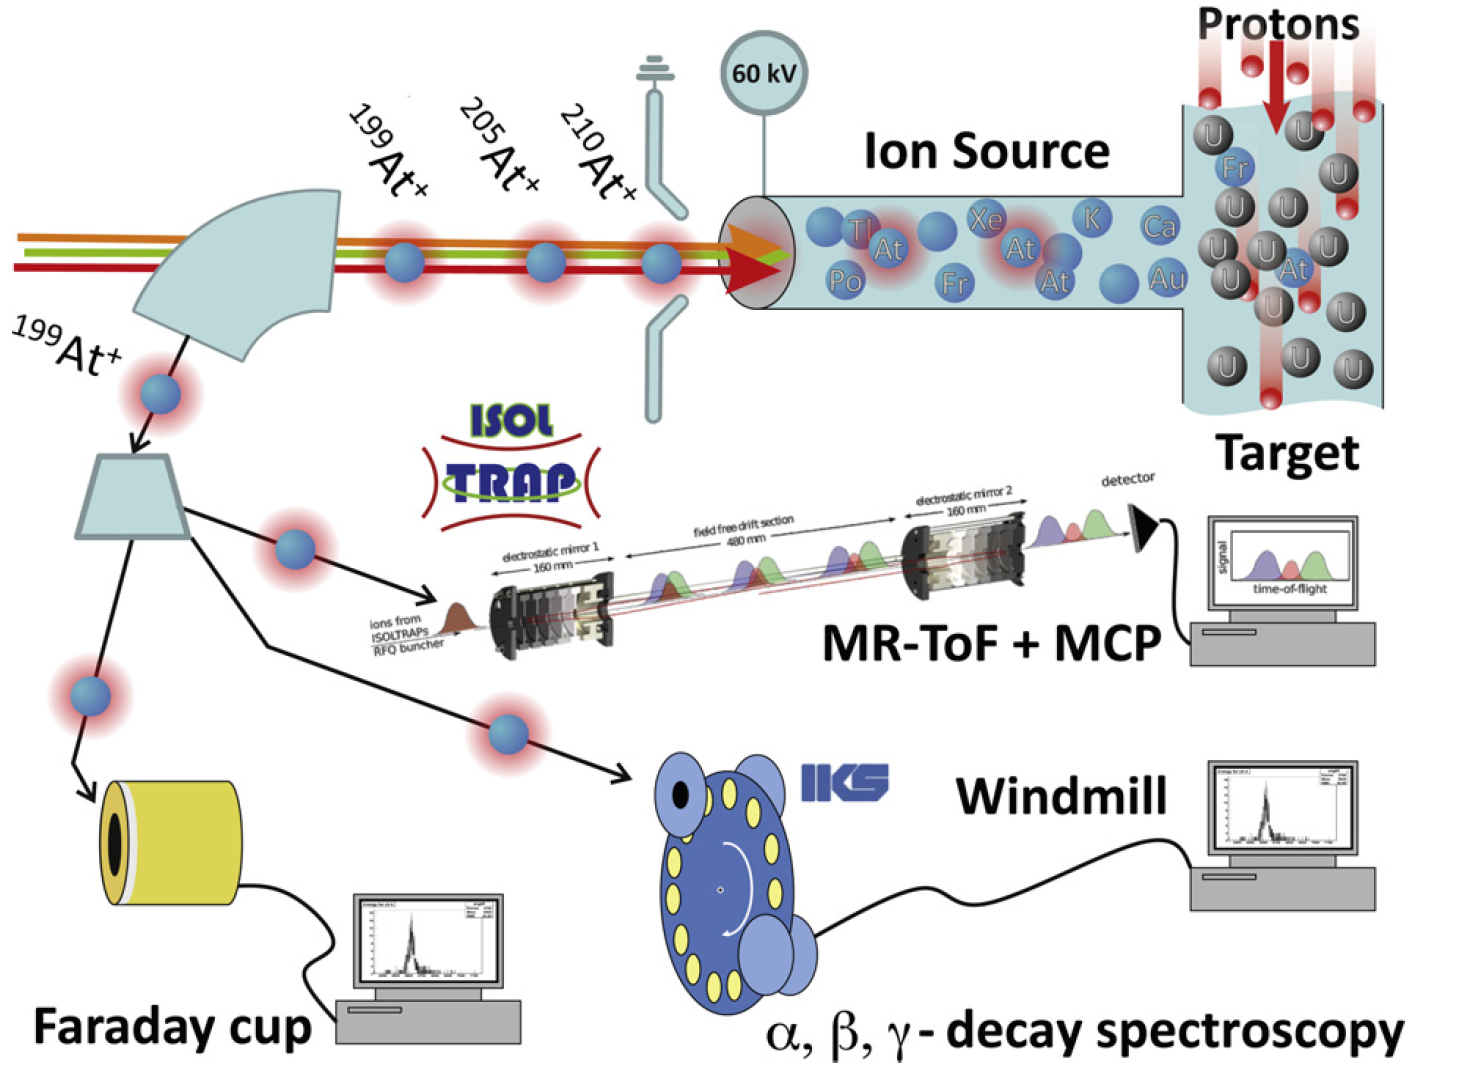 Protons
60 kV
Ion Source
¹⁹⁹At⁺
²⁰⁵At⁺
²¹⁰At⁺
Tl
At
Xe
At
K
Ca
Po
Fr
At
Au
U
U
Fr
U
U
U
U
U
U
At
U
U
U
U
U
U
U
¹⁹⁹At⁺
Target
ISOL
TRAP
electrostatic mirror 1
160 mm
field free drift section
480 mm
electrostatic mirror 2
160 mm
detector
ions from
ISOLTRAPs
RFQ buncher
signal
time-of-flight
MR-ToF + MCP
IKS
Windmill
Faraday cup
α, β, γ - decay spectroscopy